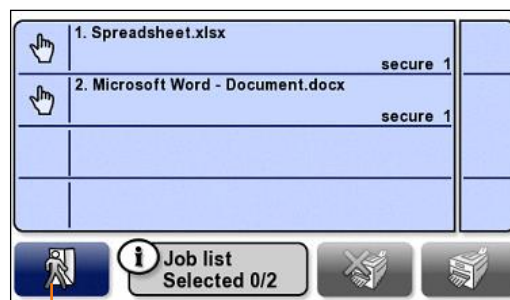 1. Spreadsheet.xlsx
secure 1
2. Microsoft Word - Document.docx
secure 1
i Job list
Selected 0/2